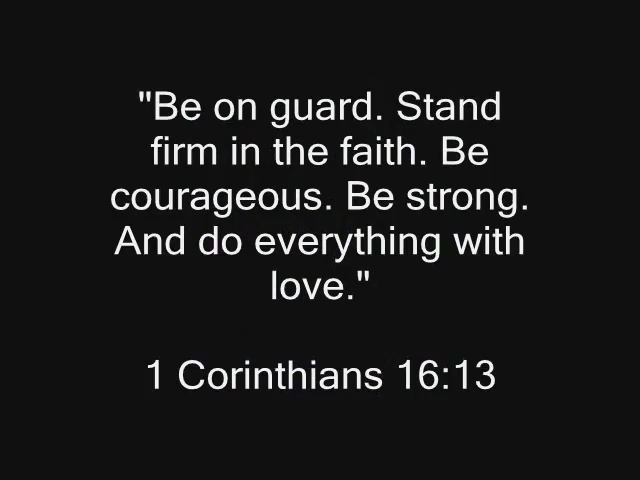 "Be on guard. Stand
firm in the faith. Be
courageous. Be strong.
And do everything with
love."
1 Corinthians 16:13